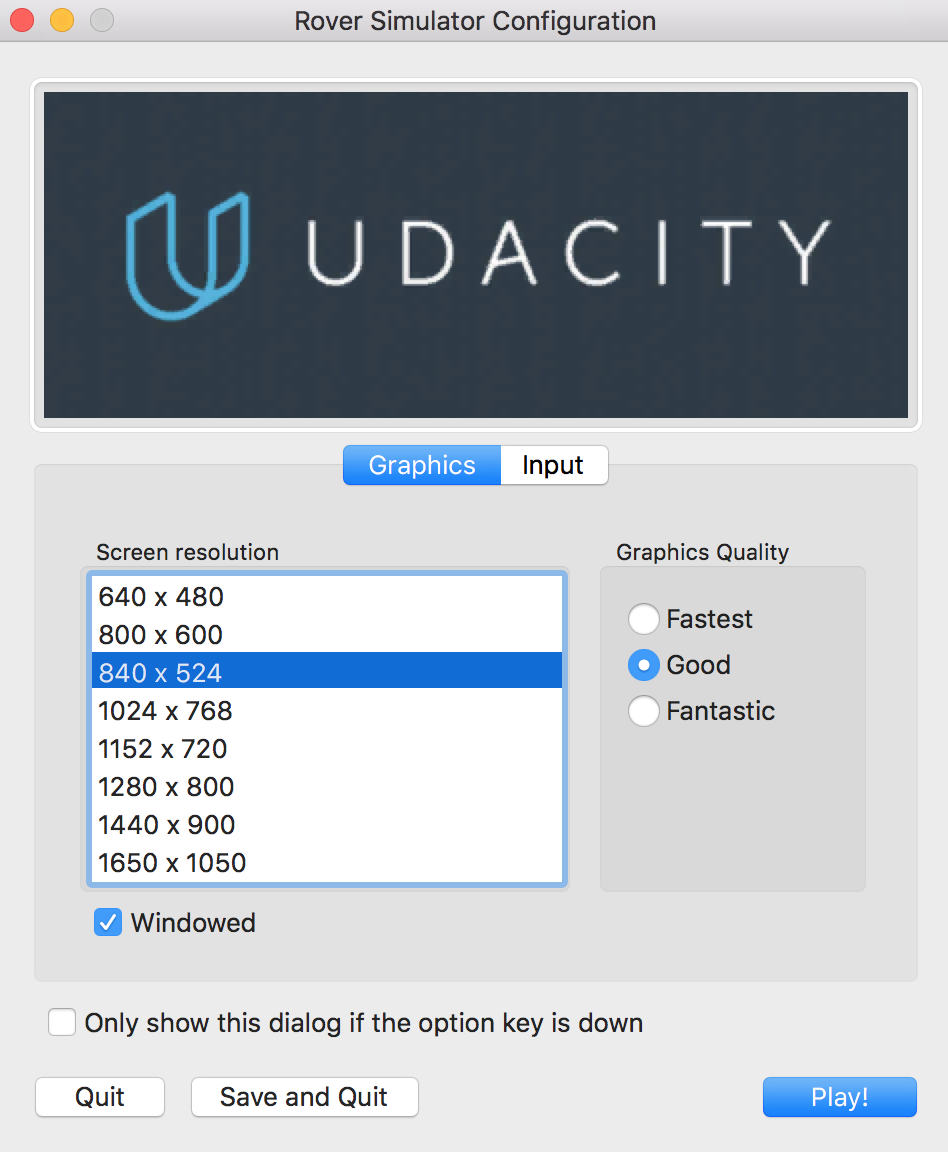 Rover Simulator Configuration
UDACITY
Graphics Input
Screen resolution
640 x 480
800 x 600
840 x 524
1024 x 768
1152 x 720
1280 x 800
1440 x 900
1650 x 1050
Windowed
Graphics Quality
Fastest
Good
Fantastic
Only show this dialog if the option key is down
Quit Save and Quit Play!